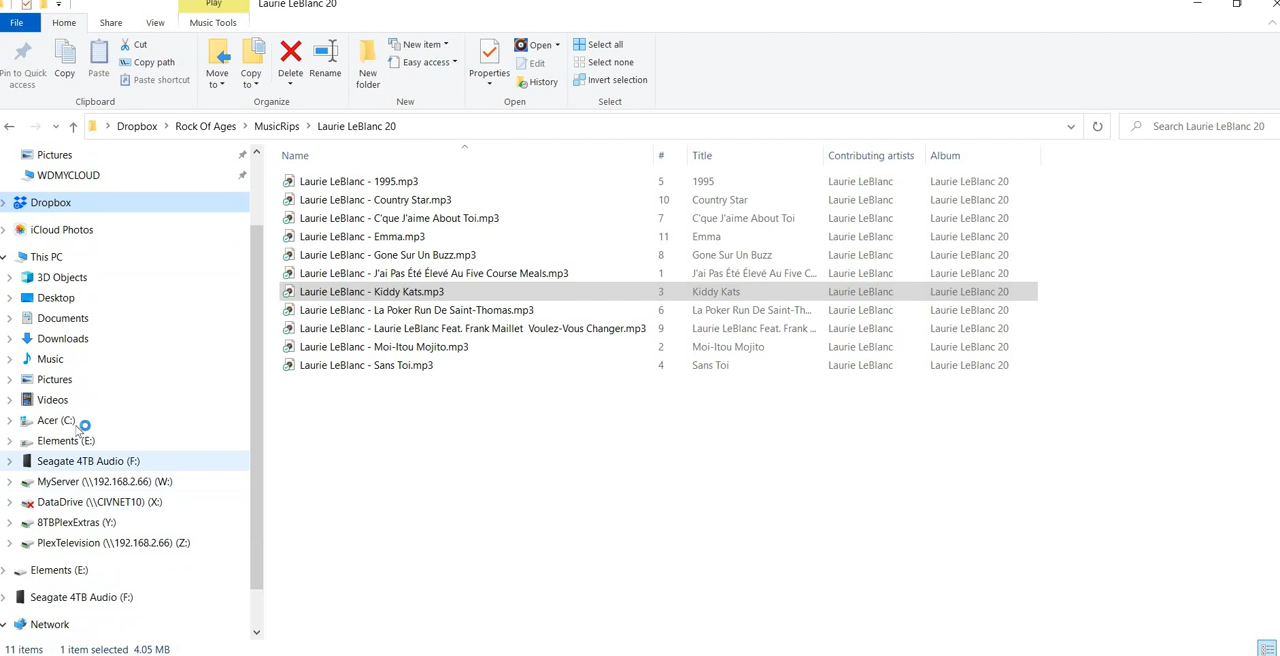 Play
Laurie LeBlanc 20
File
Home
Share
View
Music Tools
Pin to Quick access
Copy
Paste
Cut
Copy path
Paste shortcut
Clipboard
Move to
Copy to
Delete
Rename
Organize
New folder
New item
Easy access
New
Properties
Open
Edit
History
Open
Select all
Select none
Invert selection
Select
Dropbox > Rock Of Ages > MusicRips > Laurie LeBlanc 20
Search Laurie LeBlanc 20
Pictures
WDMYCLOUD
Dropbox
iCloud Photos
This PC
3D Objects
Desktop
Documents
Downloads
Music
Pictures
Videos
Acer (C:)
Elements (E:)
Seagate 4TB Audio (F:)
MyServer (\\192.168.2.66) (W:)
DataDrive (\\CIVNET10) (X:)
8TBPlexExtras (Y:)
PlexTelevision (\\192.168.2.66) (Z:)
Elements (E:)
Seagate 4TB Audio (F:)
Network
Name # Title Contributing artists Album
Laurie LeBlanc - 1995.mp3 5 1995 Laurie LeBlanc Laurie LeBlanc 20
Laurie LeBlanc - Country Star.mp3 10 Country Star Laurie LeBlanc Laurie LeBlanc 20
Laurie LeBlanc - C'que J'aime About Toi.mp3 7 C'que J'aime About Toi Laurie LeBlanc Laurie LeBlanc 20
Laurie LeBlanc - Emma.mp3 11 Emma Laurie LeBlanc Laurie LeBlanc 20
Laurie LeBlanc - Gone Sur Un Buzz.mp3 8 Gone Sur Un Buzz Laurie LeBlanc Laurie LeBlanc 20
Laurie LeBlanc - J'ai Pas Été Élevé Au Five Course Meals.mp3 1 J'ai Pas Été Élevé Au Five C... Laurie LeBlanc Laurie LeBlanc 20
Laurie LeBlanc - Kiddy Kats.mp3 3 Kiddy Kats Laurie LeBlanc Laurie LeBlanc 20
Laurie LeBlanc - La Poker Run De Saint-Thomas.mp3 6 La Poker Run De Saint-Th... Laurie LeBlanc Laurie LeBlanc 20
Laurie LeBlanc - Laurie LeBlanc Feat. Frank Maillet Voulez-Vous Changer.mp3 9 Laurie LeBlanc Feat. Frank ... Laurie LeBlanc Laurie LeBlanc 20
Laurie LeBlanc - Moi-Itou Mojito.mp3 2 Moi-Itou Mojito Laurie LeBlanc Laurie LeBlanc 20
Laurie LeBlanc - Sans Toi.mp3 4 Sans Toi Laurie LeBlanc Laurie LeBlanc 20
11 items 1 item selected 4.05 MB